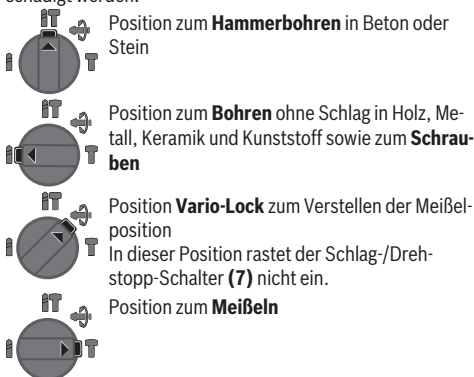 Position zum Hammerbohren in Beton oder
Stein
Position zum Bohren ohne Schlag in Holz, Me-
tall, Keramik und Kunststoff sowie zum Schrau-
ben
Position Vario-Lock zum Verstellen der Meißel-
position
In dieser Position rastet der Schlag-/Dreh-
stopp-Schalter (7) nicht ein.
Position zum Meißeln